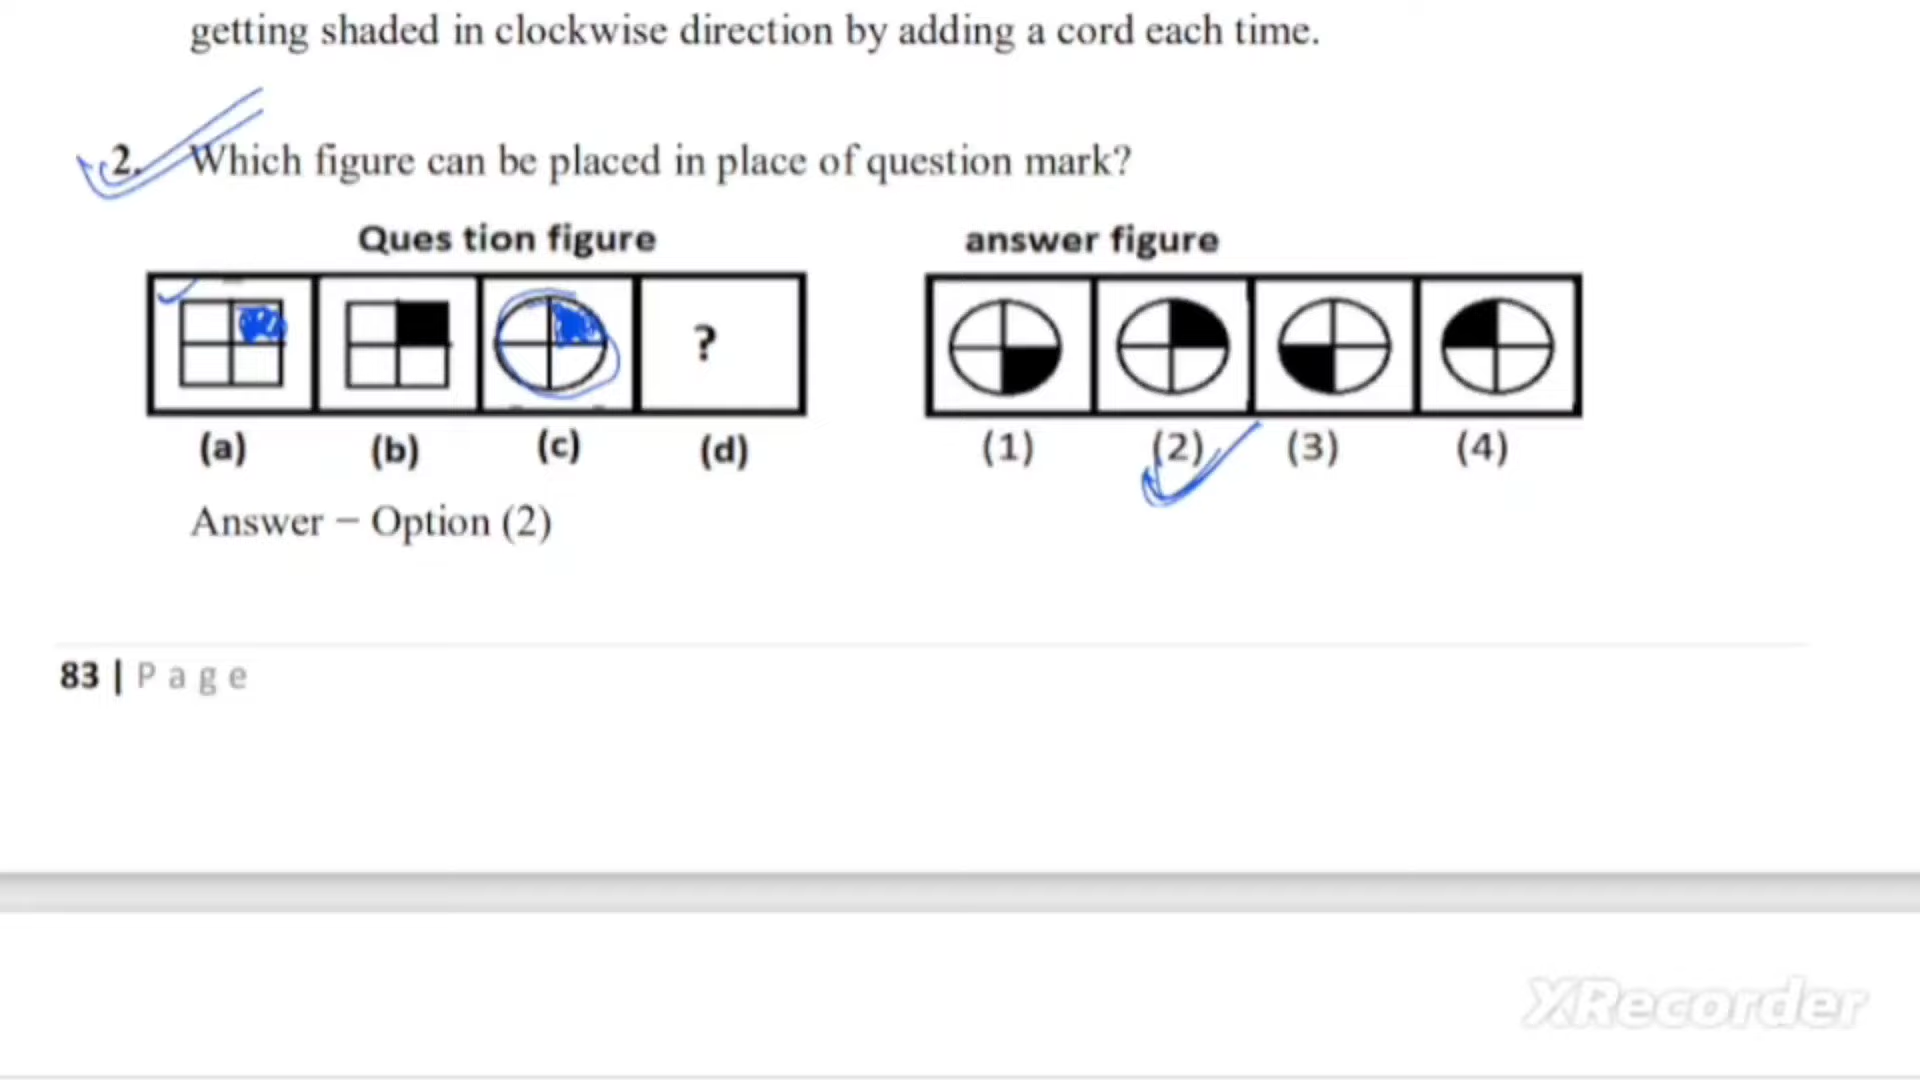 getting shaded in clockwise direction by adding a cord each time.
2. Which figure can be placed in place of question mark?
Ques tion figure
answer figure
?
(a) (b) (c) (d)
(1) (2) (3) (4)
Answer – Option (2)
83 | P a g e
XRecorder